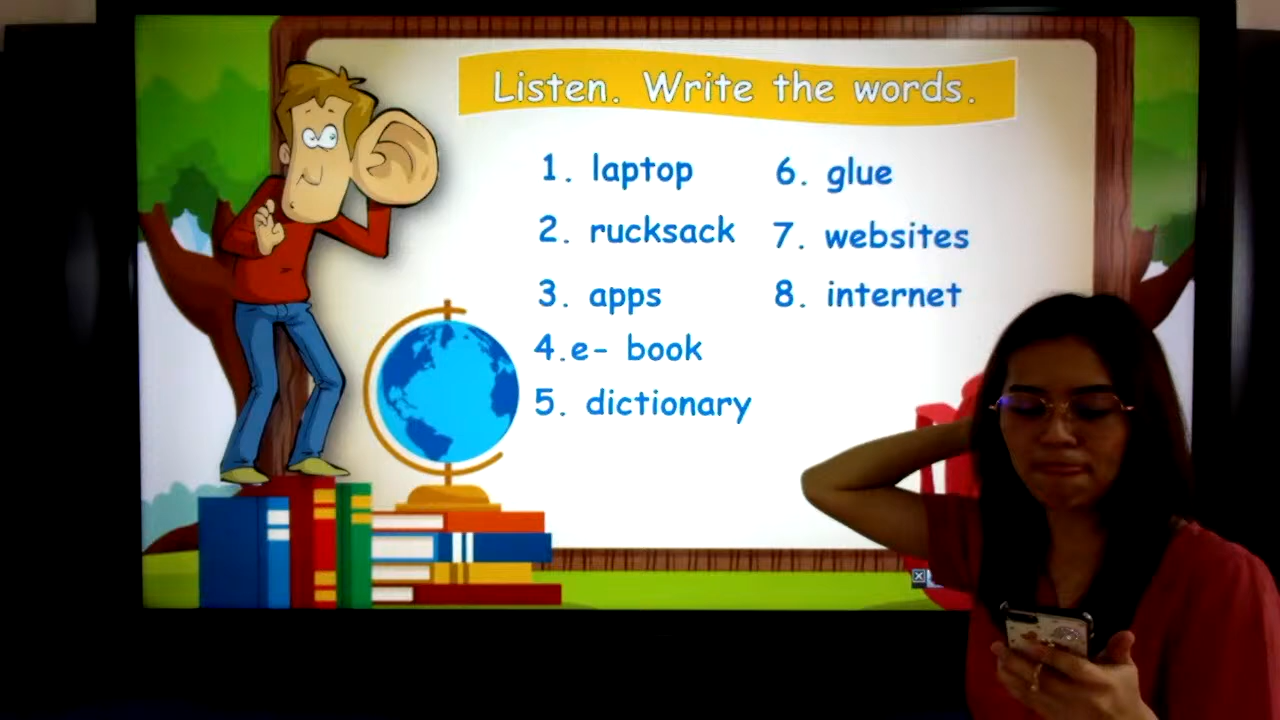 Listen. Write the words.
1. laptop
2. rucksack
3. apps
4.e- book
5. dictionary
6. glue
7. websites
8. internet